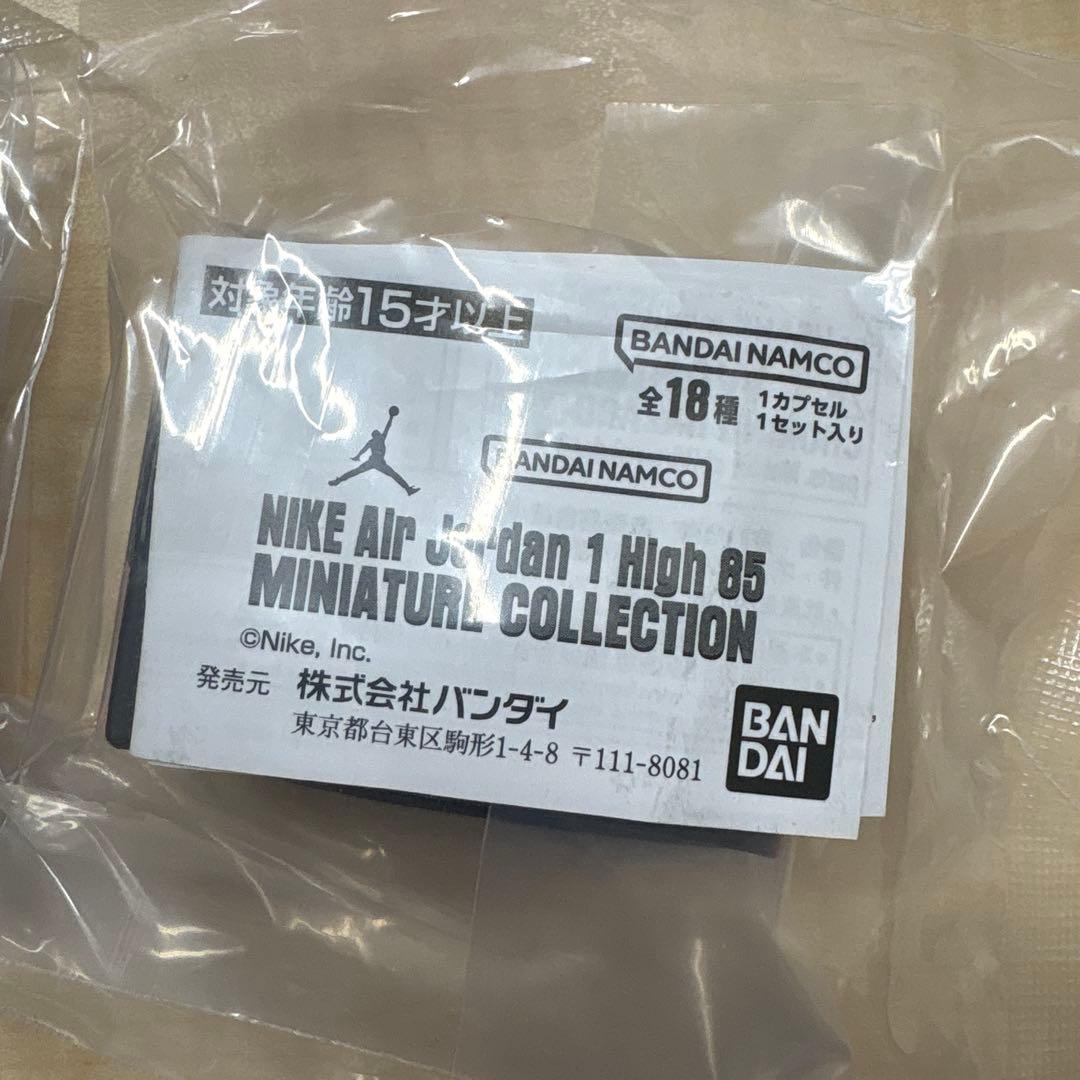 対象年齢15才以上
BANDAI NAMCO
全18種 1カプセル
1セット入り
BANDAI NAMCO
NIKE Air Jordan 1 High 85
MINIATURE COLLECTION
©Nike, Inc.
発売元 株式会社バンダイ
東京都台東区駒形1-4-8 〒111-8081
BAN
DAI